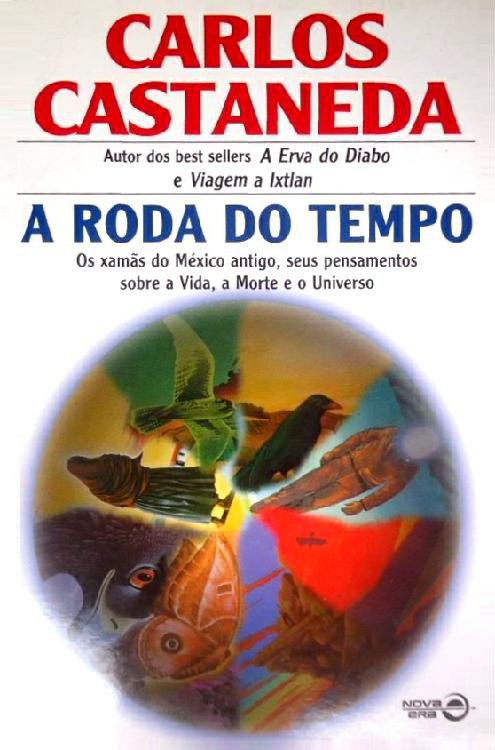 CARLOS
CASTANEDA
Autor dos best sellers A Erva do Diabo
e Viagem a Ixtlan
A RODA DO TEMPO
Os xamãs do México antigo, seus pensamentos
sobre a Vida, a Morte e o Universo
NOVA
ERA